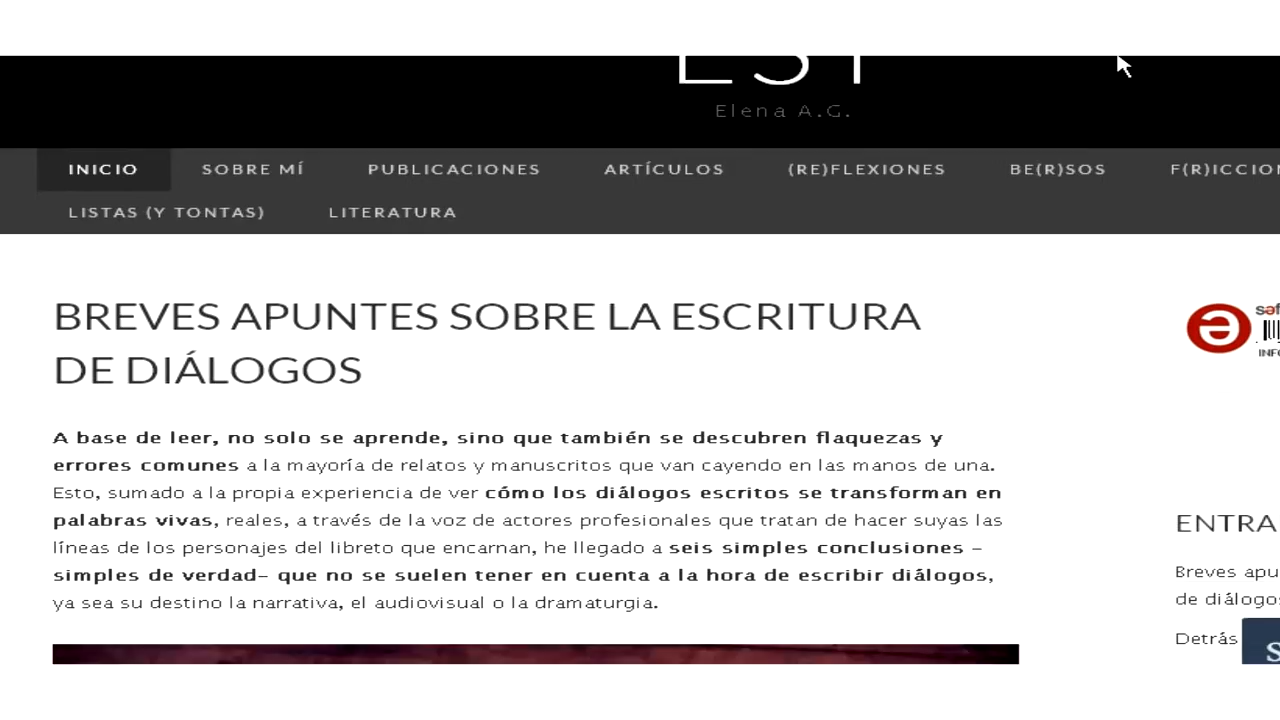 Elena A.G.
INICIO SOBRE MÍ PUBLICACIONES ARTÍCULOS (RE)FLEXIONES BE(R)SOS
LISTAS (Y TONTAS) LITERATURA
BREVES APUNTES SOBRE LA ESCRITURA
DE DIÁLOGOS
A base de leer, no solo se aprende, sino que también se descubren flaquezas y
errores comunes a la mayoría de relatos y manuscritos que van cayendo en las manos de una.
Esto, sumado a la propia experiencia de ver cómo los diálogos escritos se transforman en
palabras vivas, reales, a través de la voz de actores profesionales que tratan de hacer suyas las
líneas de los personajes del libreto que encarnan, he llegado a seis simples conclusiones –
simples de verdad– que no se suelen tener en cuenta a la hora de escribir diálogos,
ya sea su destino la narrativa, el audiovisual o la dramaturgia.
ENTRA
Breves apu
de diálogos
Detrás